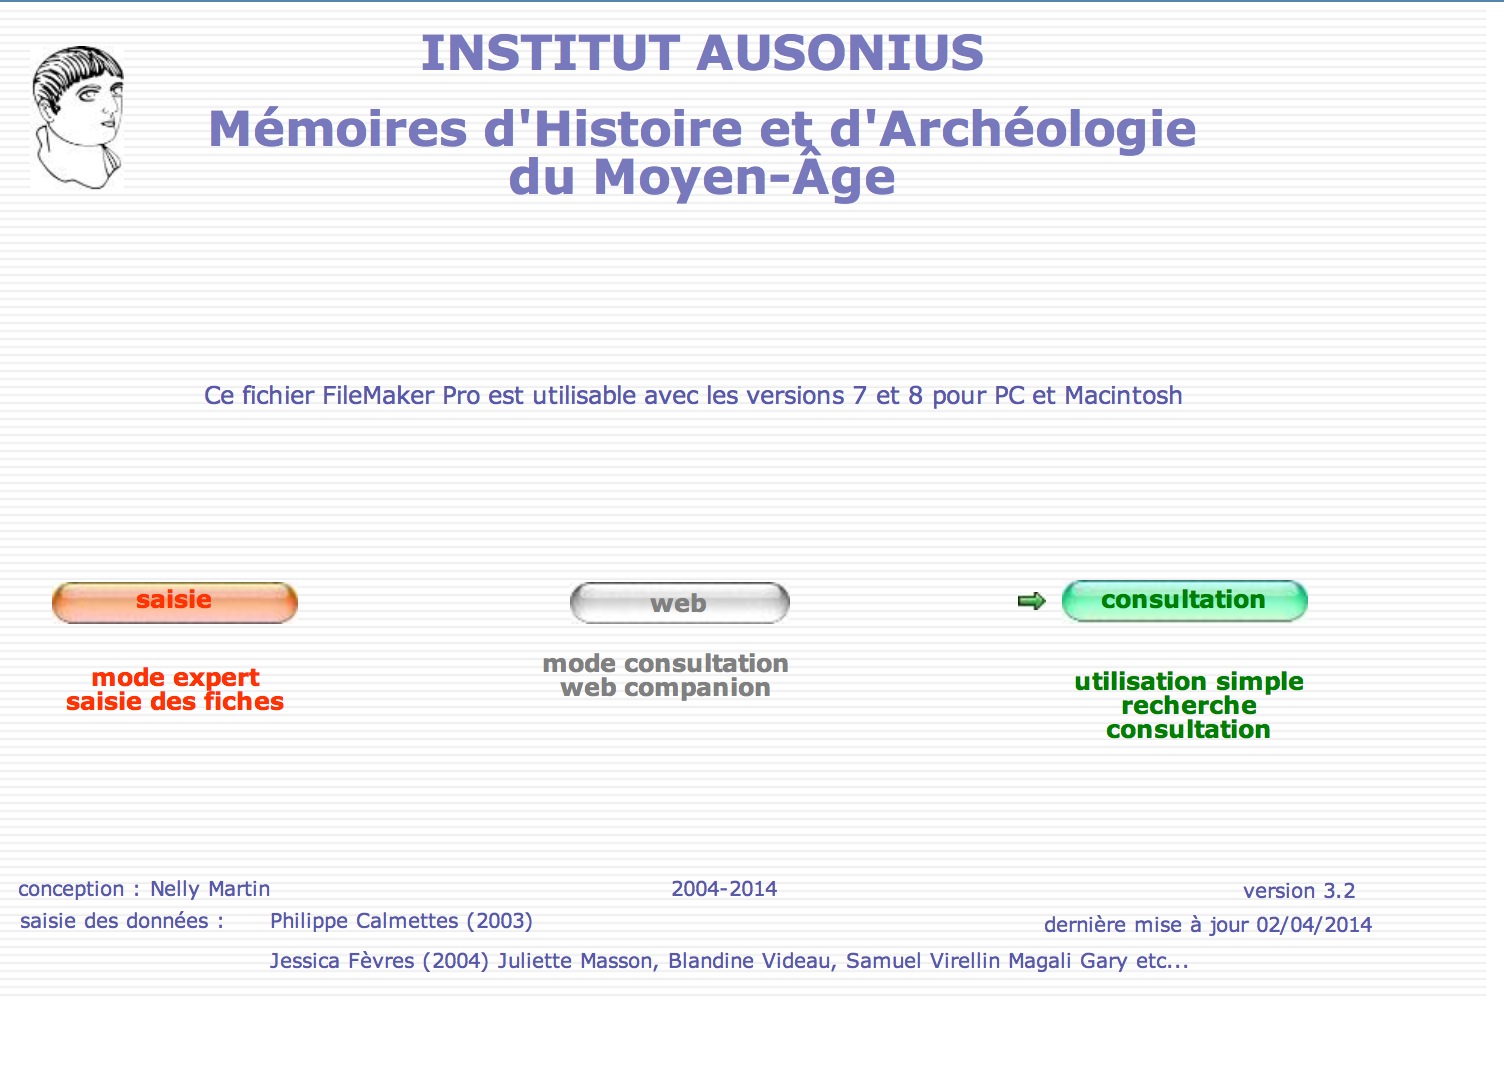 INSTITUT AUSONIUS
Mémoires d'Histoire et d'Archéologie
du Moyen-Âge
Ce fichier FileMaker Pro est utilisable avec les versions 7 et 8 pour PC et Macintosh
saisie
web
consultation
mode expert
saisie des fiches
mode consultation
web companion
utilisation simple
recherche
consultation
conception : Nelly Martin
2004-2014
version 3.2
saisie des données :
Philippe Calmettes (2003)
dernière mise à jour 02/04/2014
Jessica Fèvres (2004) Juliette Masson, Blandine Videau, Samuel Virellin Magali Gary etc...